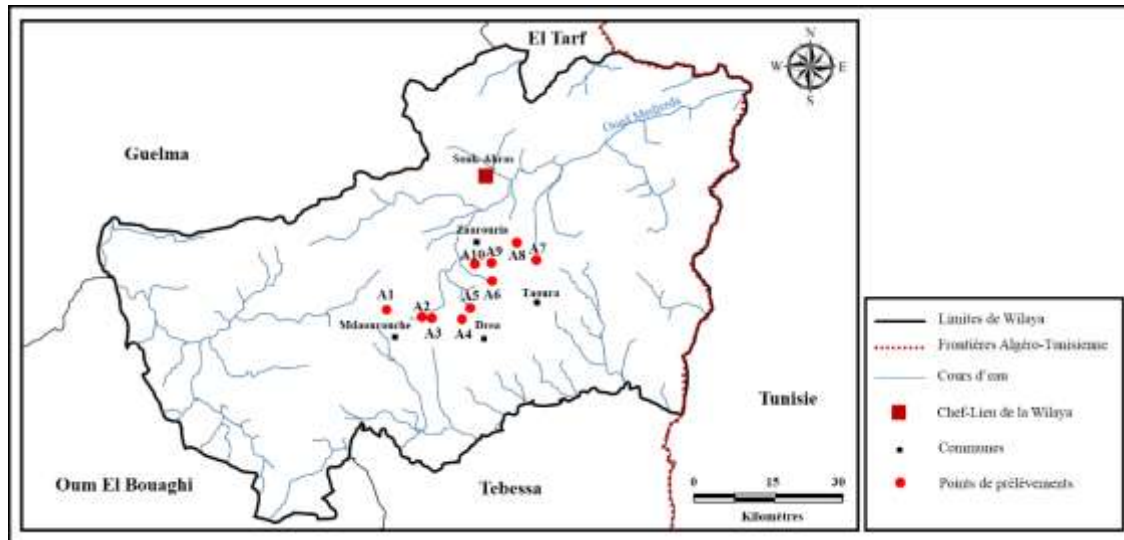 El Tarf
N
W E
S
Oued Medjerda
Guelma
Souk-Ahras
Zaarouria
A10 A9 A8 A7
A6
A5
Taoura
A1
A2
A3
A4
Mdaourouche
Drea
Tunisie
Oum El Bouaghi
Tebessa
0 15 30
Kilomètres
Limites de Wilaya
Frontières Algéro-Tunisienne
Cours d'eau
Chef-Lieu de la Wilaya
Communes
Points de prélèvements